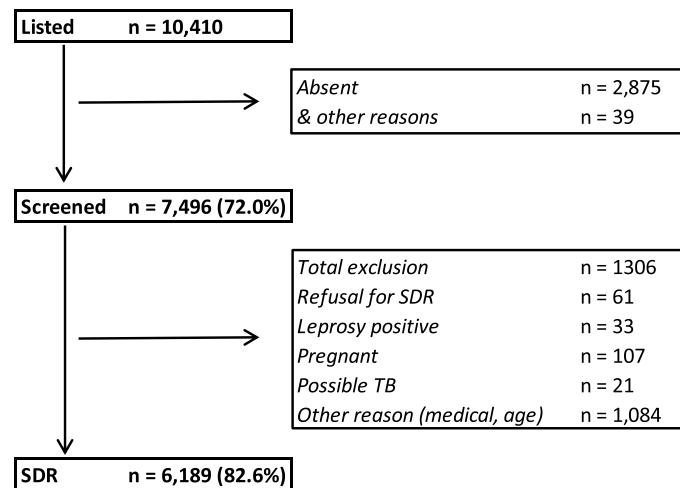 Listed n = 10,410
Absent n = 2,875
& other reasons n = 39
Screened n = 7,496 (72.0%)
Total exclusion n = 1306
Refusal for SDR n = 61
Leprosy positive n = 33
Pregnant n = 107
Possible TB n = 21
Other reason (medical, age) n = 1,084
SDR n = 6,189 (82.6%)